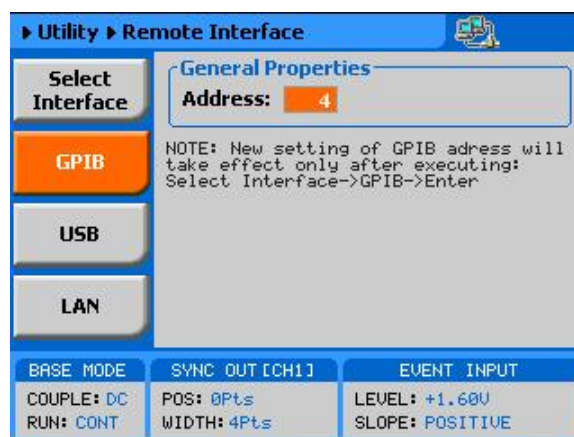 Utility Remote Interface
Select
Interface
General Properties
Address: 4
GPIB
NOTE: New setting of GPIB adress will
take effect only after executing:
Select Interface->GPIB->Enter
USB
LAN
BASE MODE
COUPLE: DC
RUN: CONT
SYNC OUT [CH1]
POS: 0Pts
WIDTH: 4Pts
EVENT INPUT
LEVEL: +1.60V
SLOPE: POSITIVE